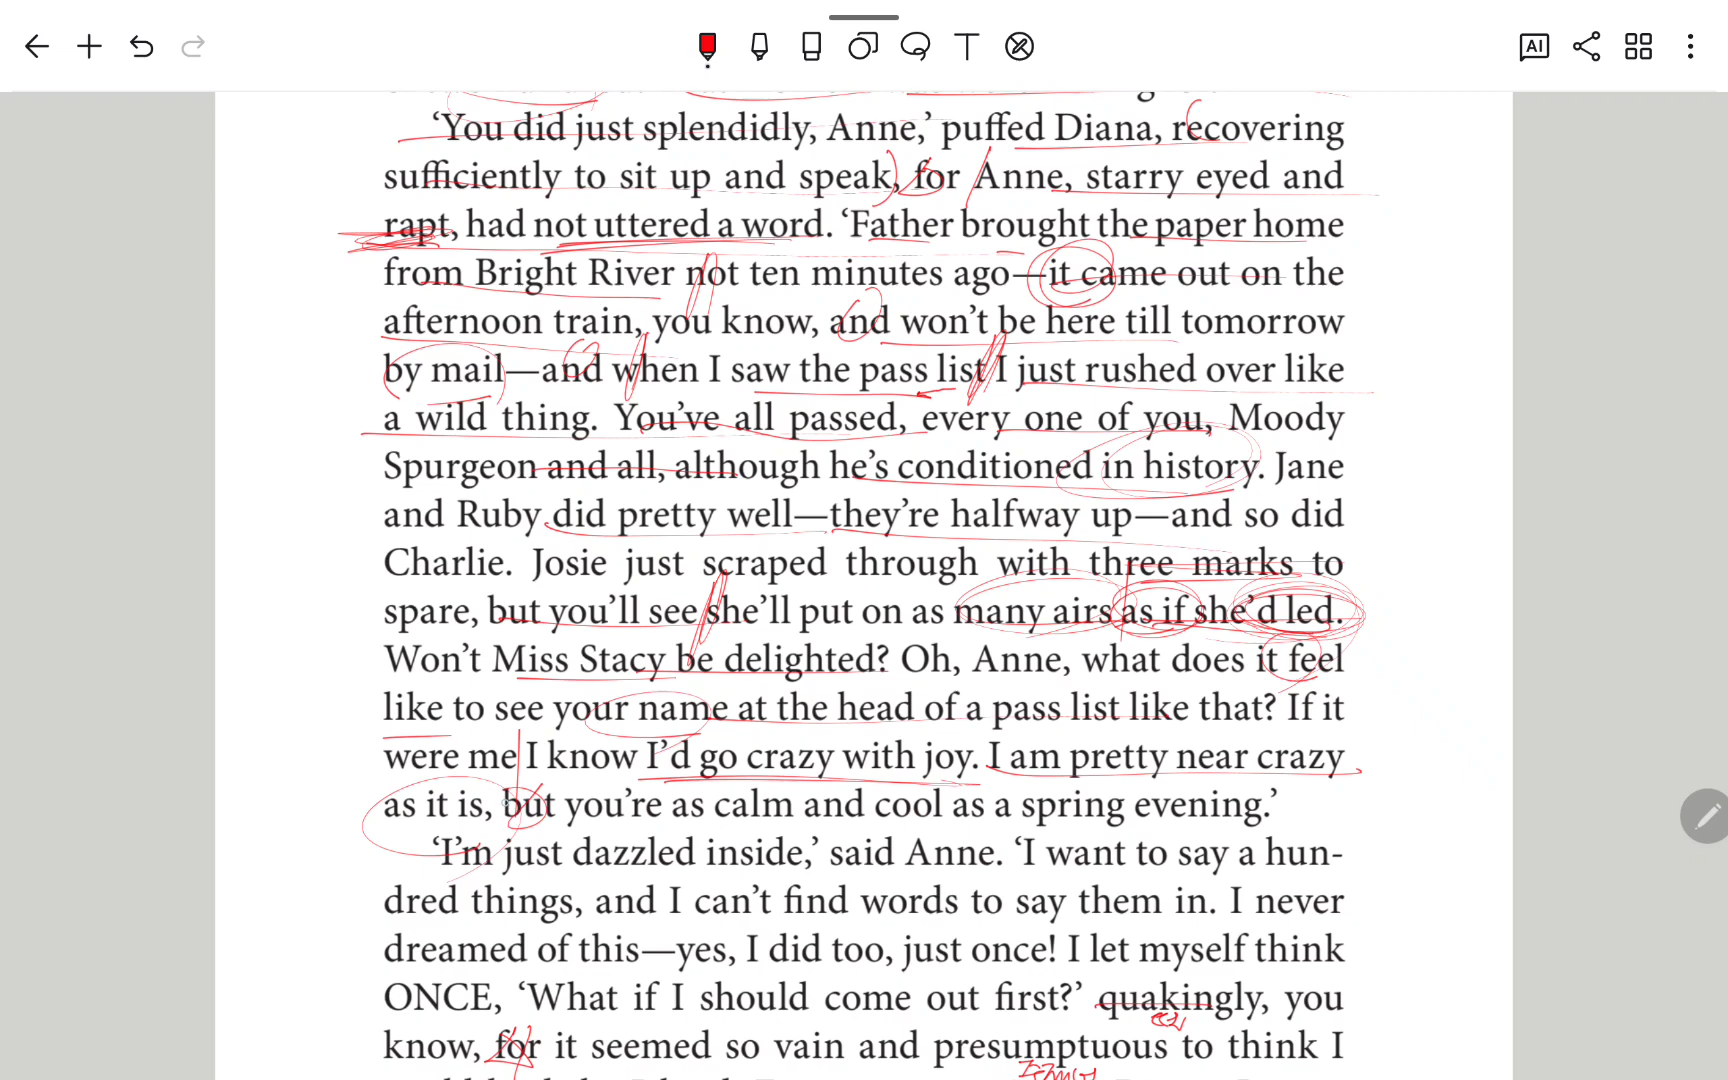 AI
‘You did just splendidly, Anne,’ puffed Diana, recovering
sufficiently to sit up and speak, for Anne, starry eyed and
rapt, had not uttered a word. ‘Father brought the paper home
from Bright River not ten minutes ago—it came out on the
afternoon train, you know, and won’t be here till tomorrow
by mail—and when I saw the pass list I just rushed over like
a wild thing. You’ve all passed, every one of you, Moody
Spurgeon and all, although he’s conditioned in history. Jane
and Ruby did pretty well—they’re halfway up—and so did
Charlie. Josie just scraped through with three marks to
spare, but you’ll see she’ll put on as many airs as if she’d led.
Won’t Miss Stacy be delighted? Oh, Anne, what does it feel
like to see your name at the head of a pass list like that? If it
were me I know I’d go crazy with joy. I am pretty near crazy
as it is, but you’re as calm and cool as a spring evening.’
‘I’m just dazzled inside,’ said Anne. ‘I want to say a hun-
dred things, and I can’t find words to say them in. I never
dreamed of this—yes, I did too, just once! I let myself think
ONCE, ‘What if I should come out first?’ quakingly, you
know, for it seemed so vain and presumptuous to think I